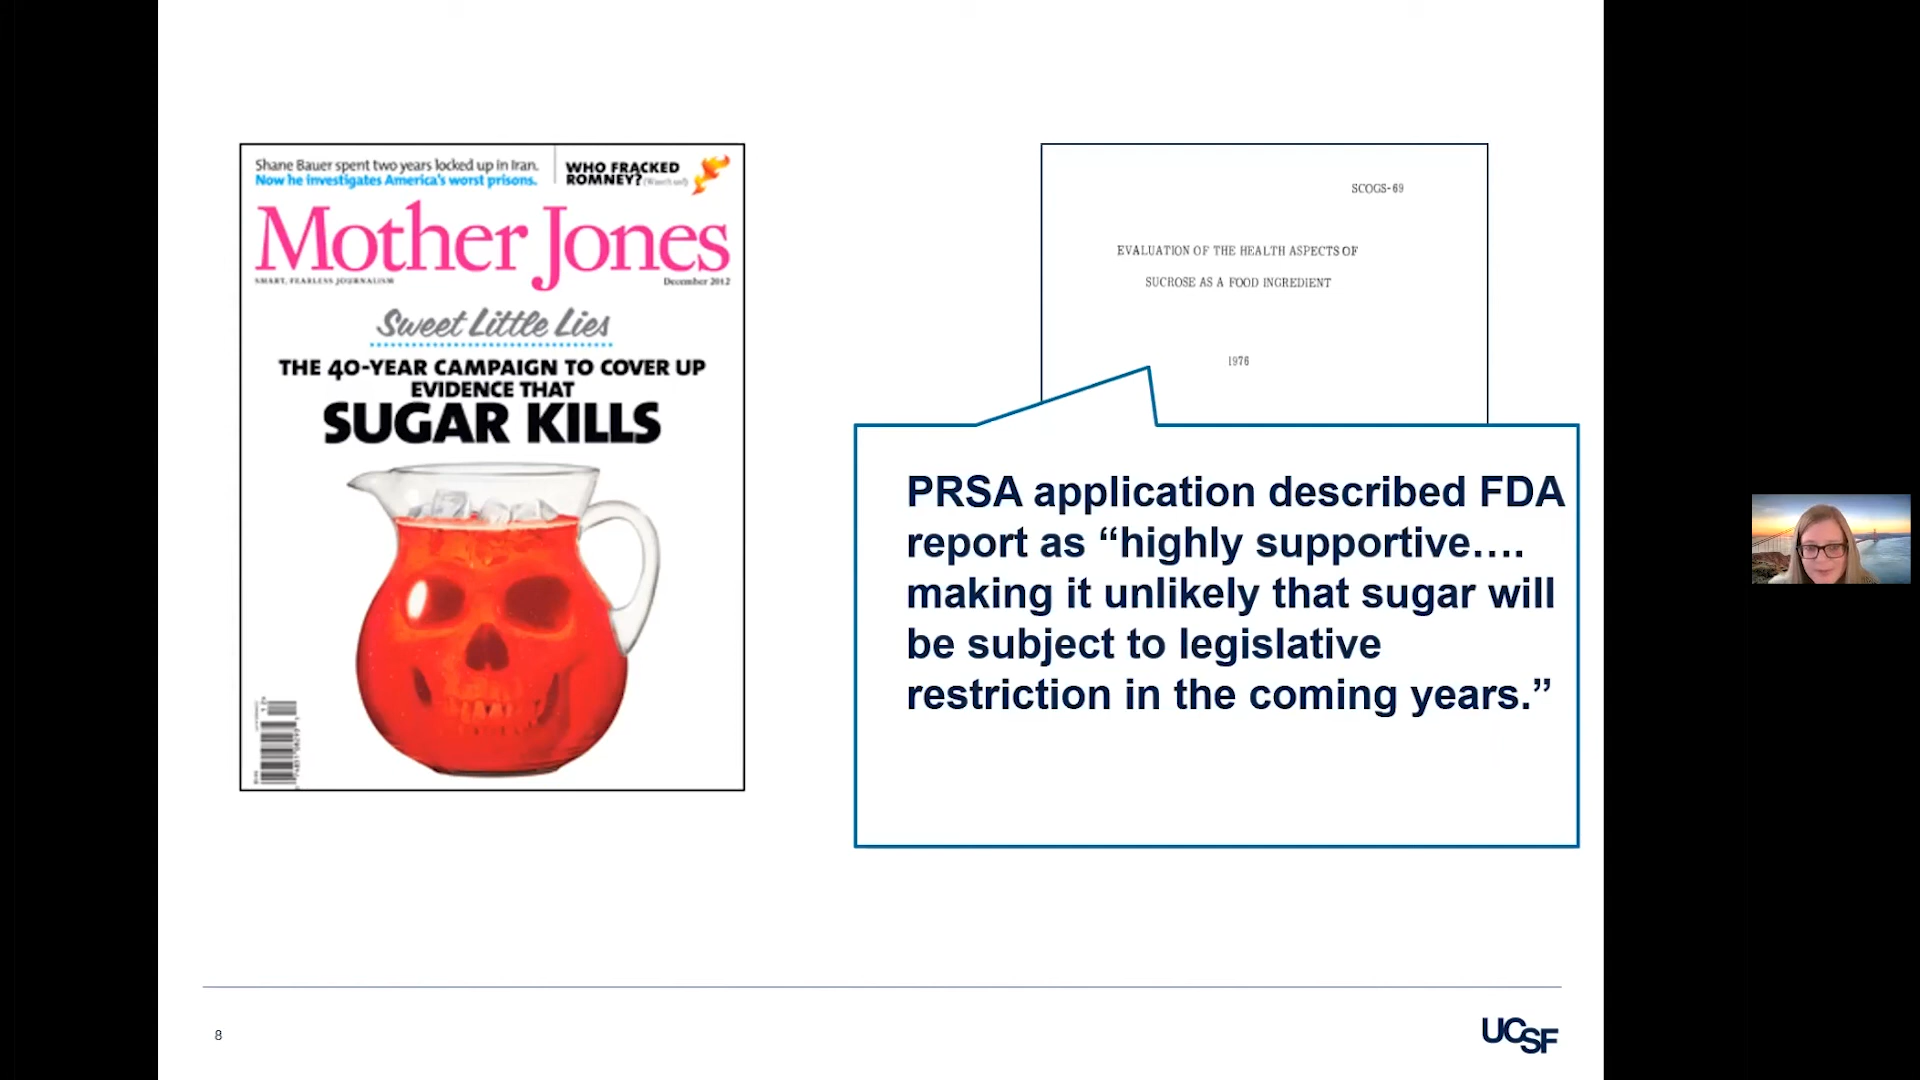 Shane Bauer spent two years locked up in Iran.
Now he investigates America's worst prisons.
WHO FRACKED
ROMNEY? (Wasn't us!)
Mother Jones
SMART, FEARLESS JOURNALISM
December 2012
Sweet Little Lies
THE 40-YEAR CAMPAIGN TO COVER UP
EVIDENCE THAT
SUGAR KILLS
SCOGS-69
EVALUATION OF THE HEALTH ASPECTS OF
SUCROSE AS A FOOD INGREDIENT
1976
PRSA application described FDA
report as “highly supportive….
making it unlikely that sugar will
be subject to legislative
restriction in the coming years.”
8
UCSF